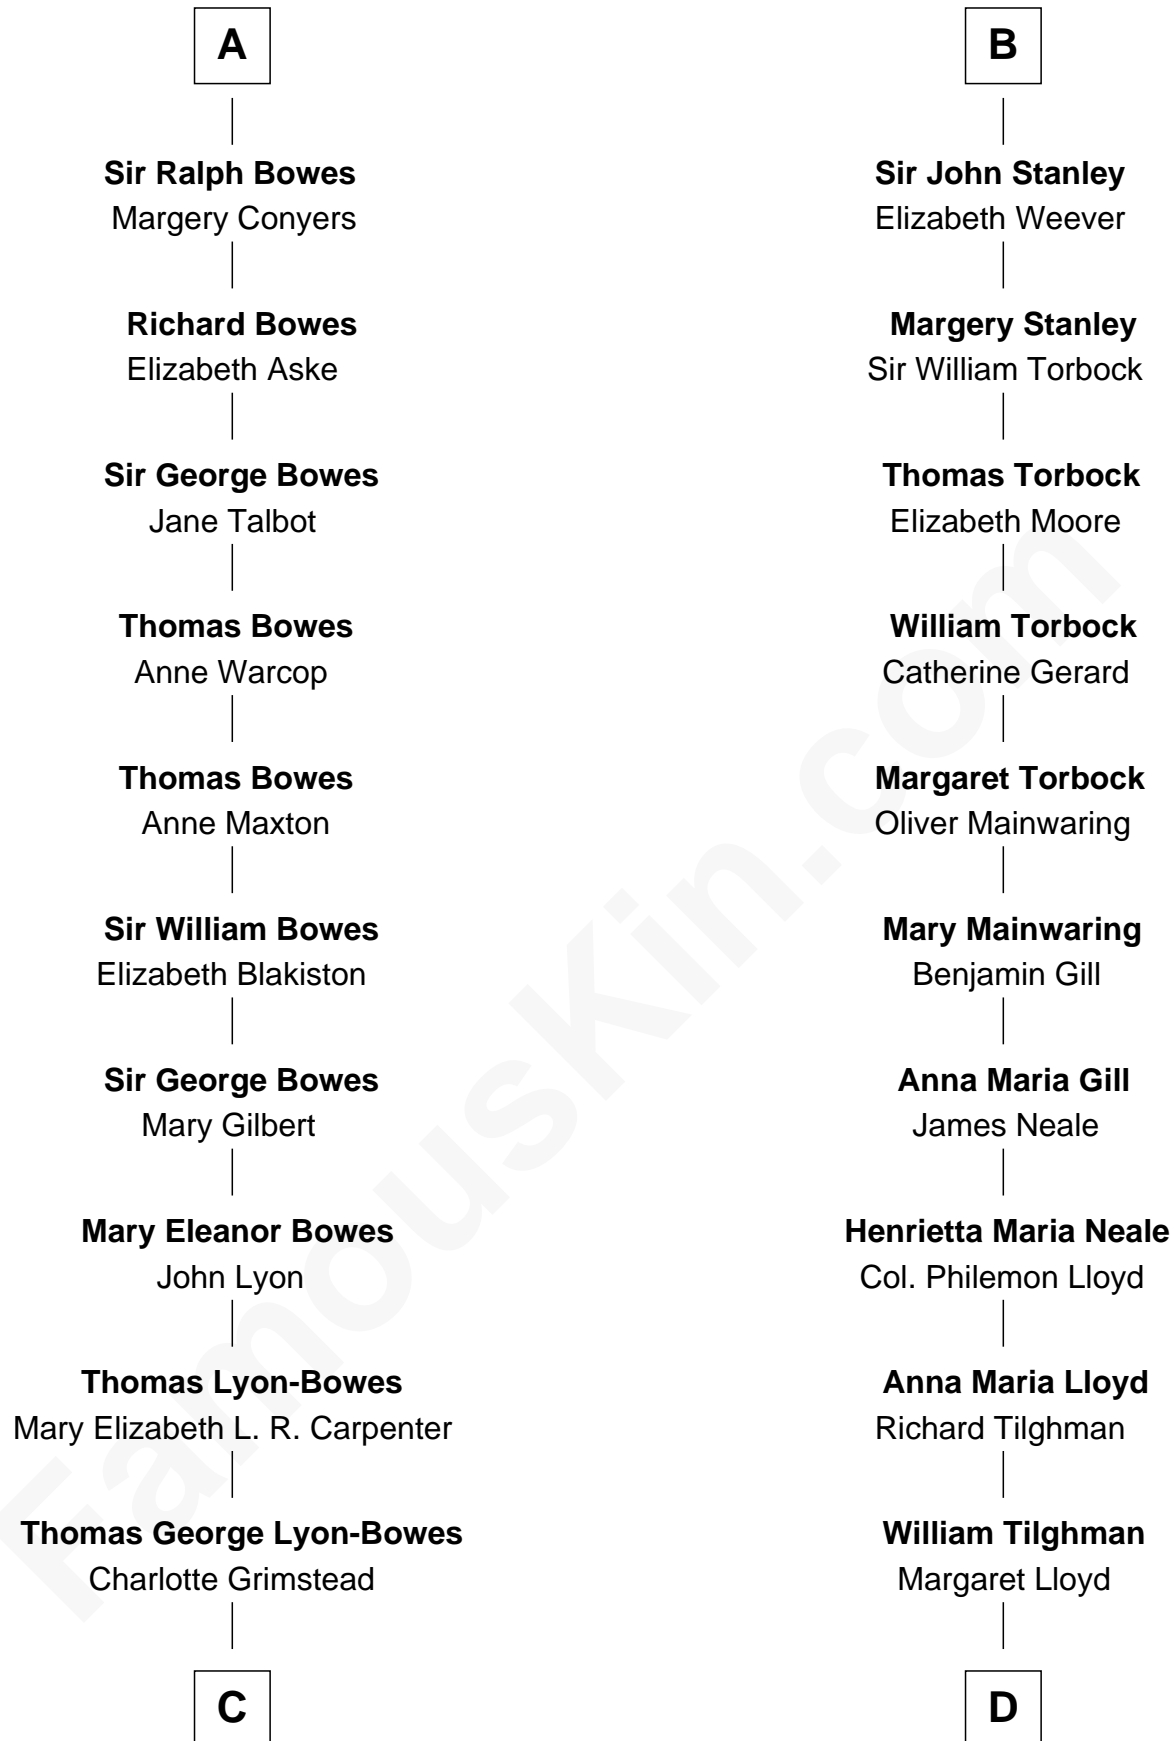 A
Sir Ralph Bowes
Margery Conyers
Richard Bowes
Elizabeth Aske
Sir George Bowes
Jane Talbot
Thomas Bowes
Anne Warcop
Thomas Bowes
Anne Maxton
Sir William Bowes
Elizabeth Blakiston
Sir George Bowes
Mary Gilbert
Mary Eleanor Bowes
John Lyon
Thomas Lyon-Bowes
Mary Elizabeth L. R. Carpenter
Thomas George Lyon-Bowes
Charlotte Grimstead
C
B
Sir John Stanley
Elizabeth Weever
Margery Stanley
Sir William Torbock
Thomas Torbock
Elizabeth Moore
William Torbock
Catherine Gerard
Margaret Torbock
Oliver Mainwaring
Mary Mainwaring
Benjamin Gill
Anna Maria Gill
James Neale
Henrietta Maria Neale
Col. Philemon Lloyd
Anna Maria Lloyd
Richard Tilghman
William Tilghman
Margaret Lloyd
D
FamousKin.com